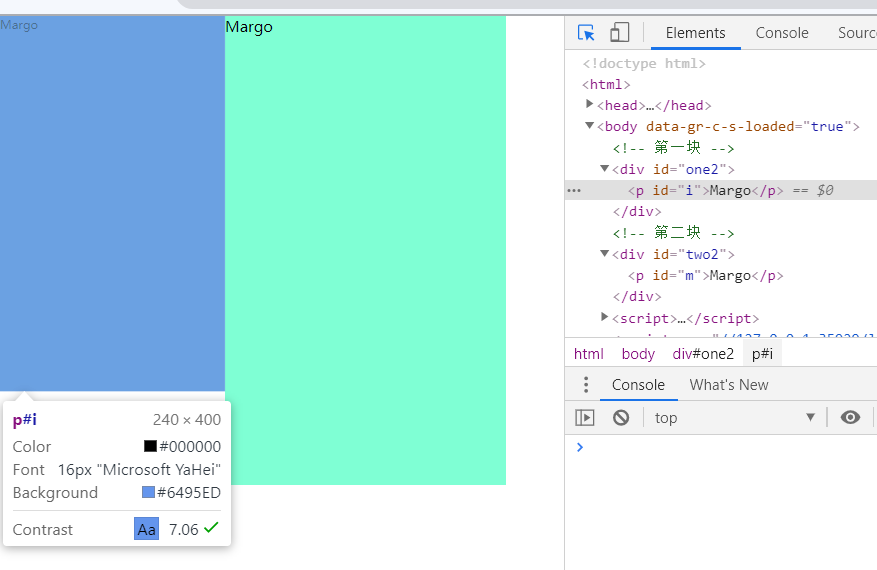 Margo
Margo
p#i 240 × 400
Color #000000
Font 16px "Microsoft YaHei"
Background #6495ED
Contrast Aa 7.06
Elements Console Sourc
<!doctype html>
<html>
<head>…</head>
<body data-gr-c-s-loaded="true">
<!-- 第一块 -->
<div id="one2">
<p id="i">Margo</p> == $0
</div>
<!-- 第二块 -->
<div id="two2">
<p id="m">Margo</p>
</div>
<script>…</script>
html body div#one2 p#i
Console What's New
top